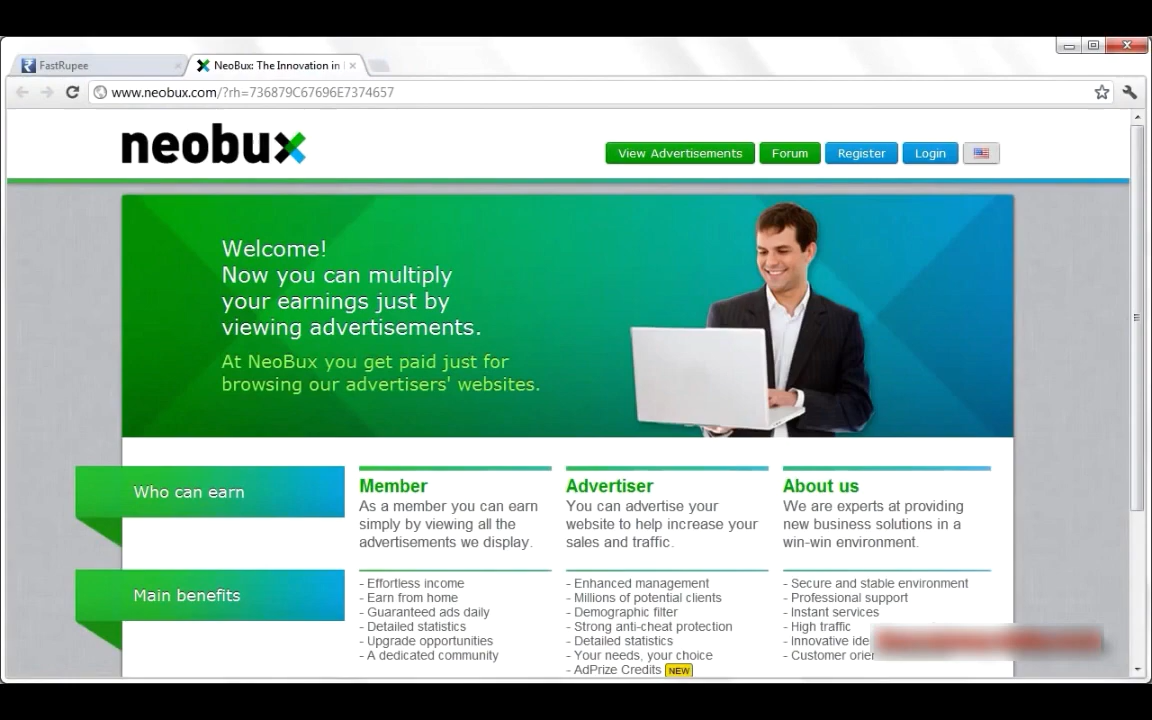 FastRupee
NeoBux: The Innovation in
www.neobux.com/?rh=736879C67696E7374657
neobux
View Advertisements
Forum
Register
Login
Welcome!
Now you can multiply
your earnings just by
viewing advertisements.
At NeoBux you get paid just for
browsing our advertisers' websites.
Who can earn
Member
As a member you can earn
simply by viewing all the
advertisements we display.
Advertiser
You can advertise your
website to help increase your
sales and traffic.
About us
We are experts at providing
new business solutions in a
win-win environment.
Main benefits
- Effortless income
- Earn from home
- Guaranteed ads daily
- Detailed statistics
- Upgrade opportunities
- A dedicated community
- Enhanced management
- Millions of potential clients
- Demographic filter
- Strong anti-cheat protection
- Detailed statistics
- Your needs, your choice
- AdPrize Credits NEW
- Secure and stable environment
- Professional support
- Instant services
- High traffic
- Innovative
- Customer